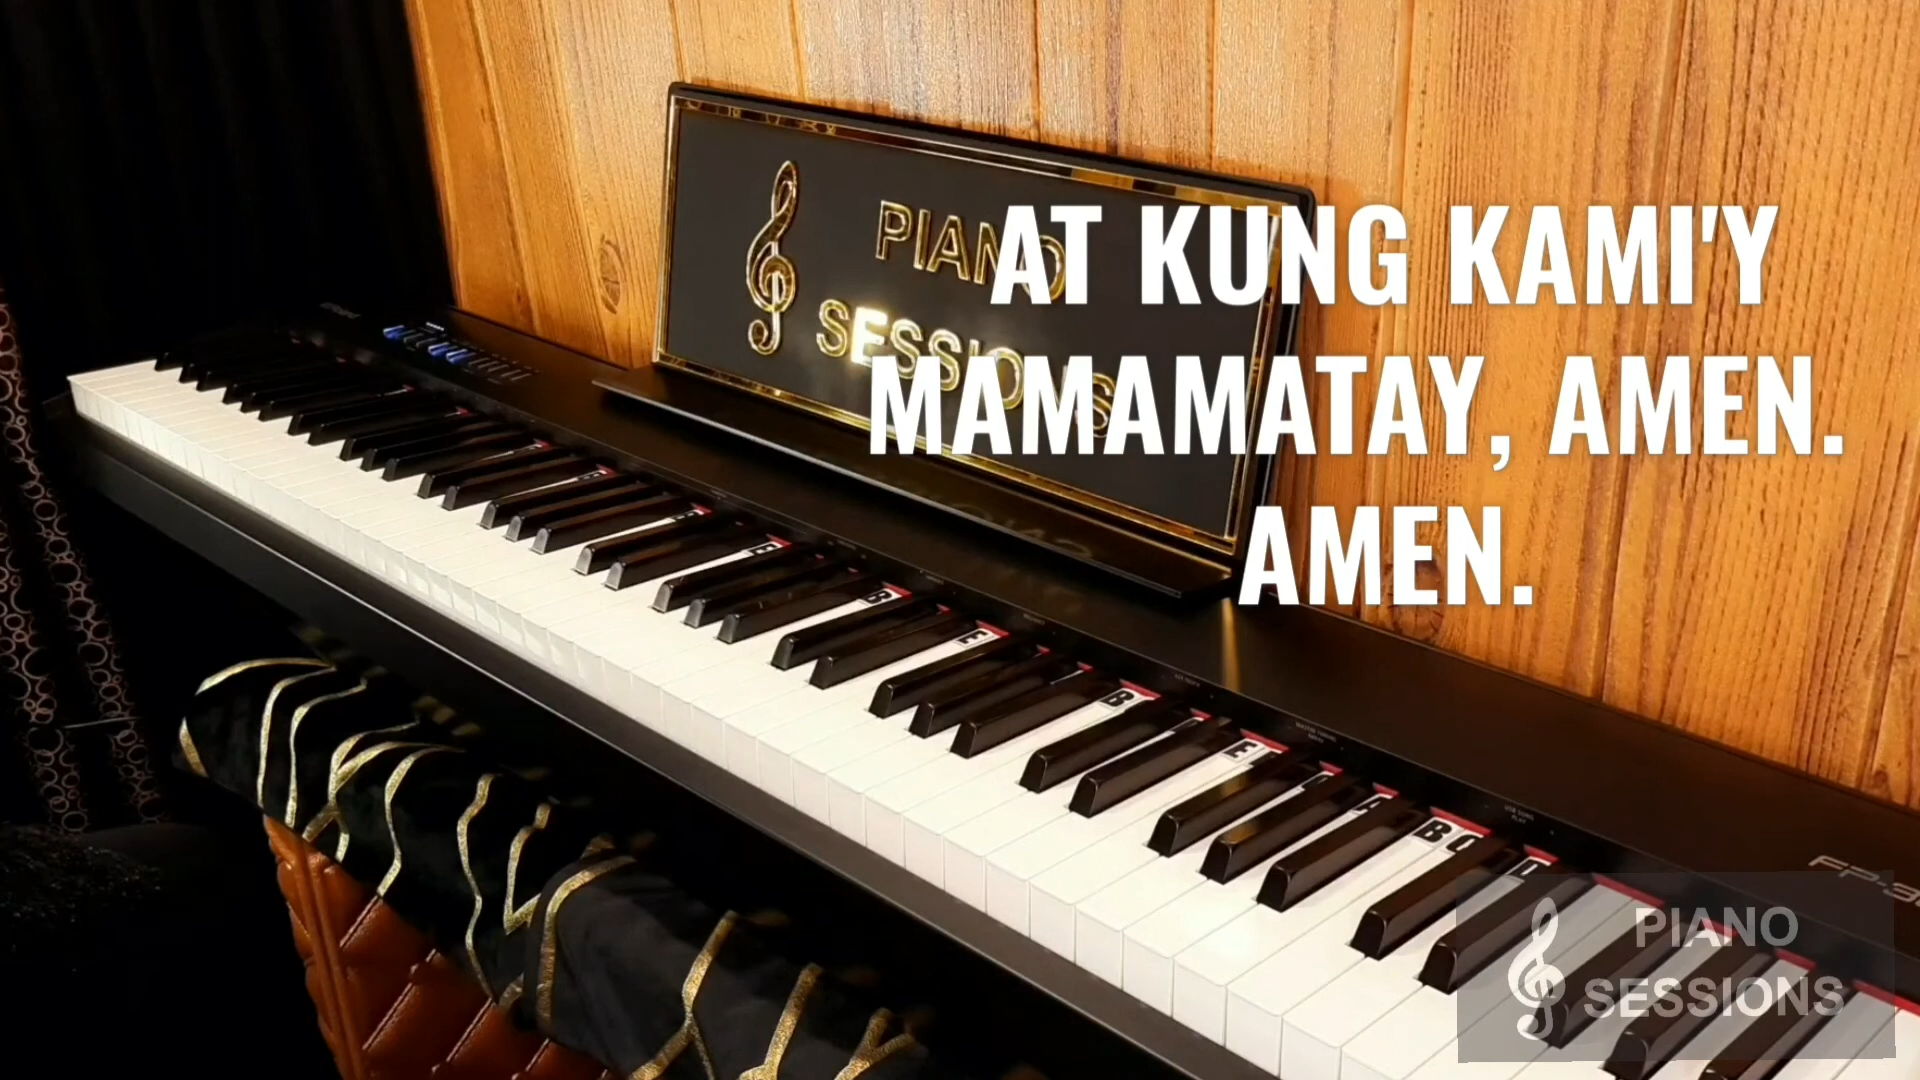 PIANO
SESSIONS
AT KUNG KAMI'Y
MAMAMATAY, AMEN.
AMEN.
E
B
E
B
E
A
B
PIANO
SESSIONS